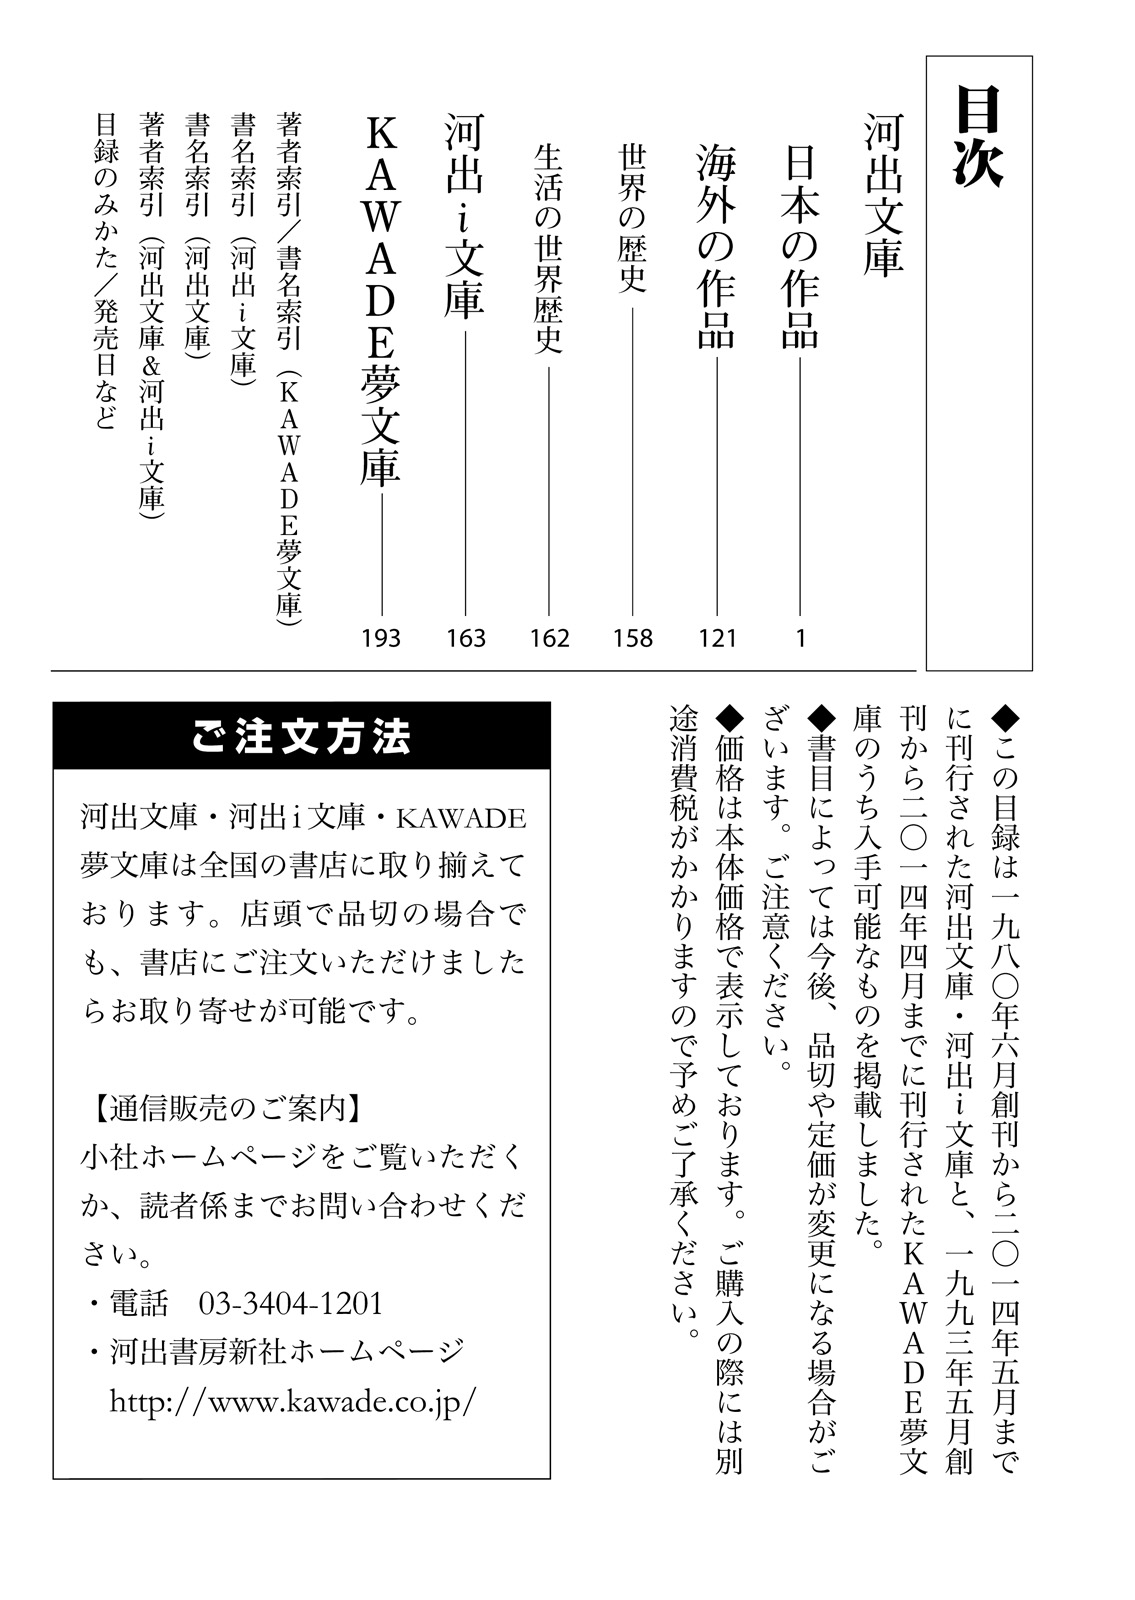 目次
河出文庫
日本の作品 1
海外の作品 121
世界の歴史 158
生活の世界歴史 162
河出i文庫 163
KAWADE夢文庫 193
著者索引／書名索引（KAWADE夢文庫）
書名索引（河出i文庫）
書名索引（河出文庫）
著者索引（河出文庫&河出i文庫）
目録のみかた／発売日など
◆この目録は一九八〇年六月創刊から二〇一四年五月まで
に刊行された河出文庫・河出i文庫と、一九九三年五月創
刊から二〇一四年四月までに刊行されたKAWADE夢文
庫のうち入手可能なものを掲載しました。
◆書目によっては今後、品切や定価が変更になる場合がご
ざいます。ご注意ください。
◆価格は本体価格で表示しております。ご購入の際には別
途消費税がかかりますので予めご了承ください。
ご注文方法
河出文庫・河出i文庫・KAWADE
夢文庫は全国の書店に取り揃えて
おります。店頭で品切の場合で
も、書店にご注文いただけました
らお取り寄せが可能です。
【通信販売のご案内】
小社ホームページをご覧いただく
か、読者係までお問い合わせくだ
さい。
・電話　03-3404-1201
・河出書房新社ホームページ
http://www.kawade.co.jp/